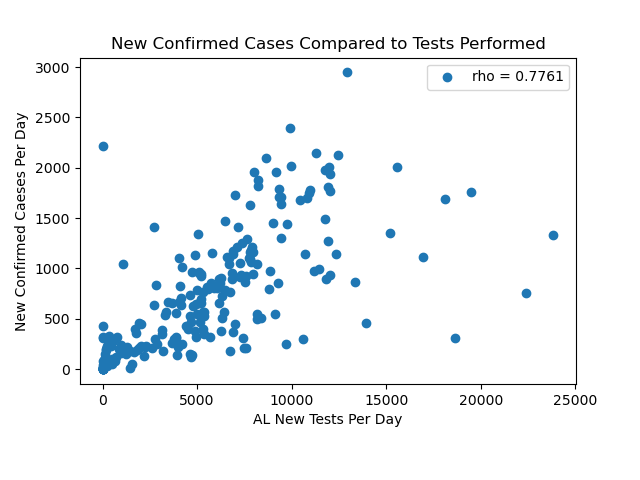 New Confirmed Cases Compared to Tests Performed
rho = 0.7761
New Confirmed Caeses Per Day
3000
2500
2000
1500
1000
500
0
0 5000 10000 15000 20000 25000
AL New Tests Per Day